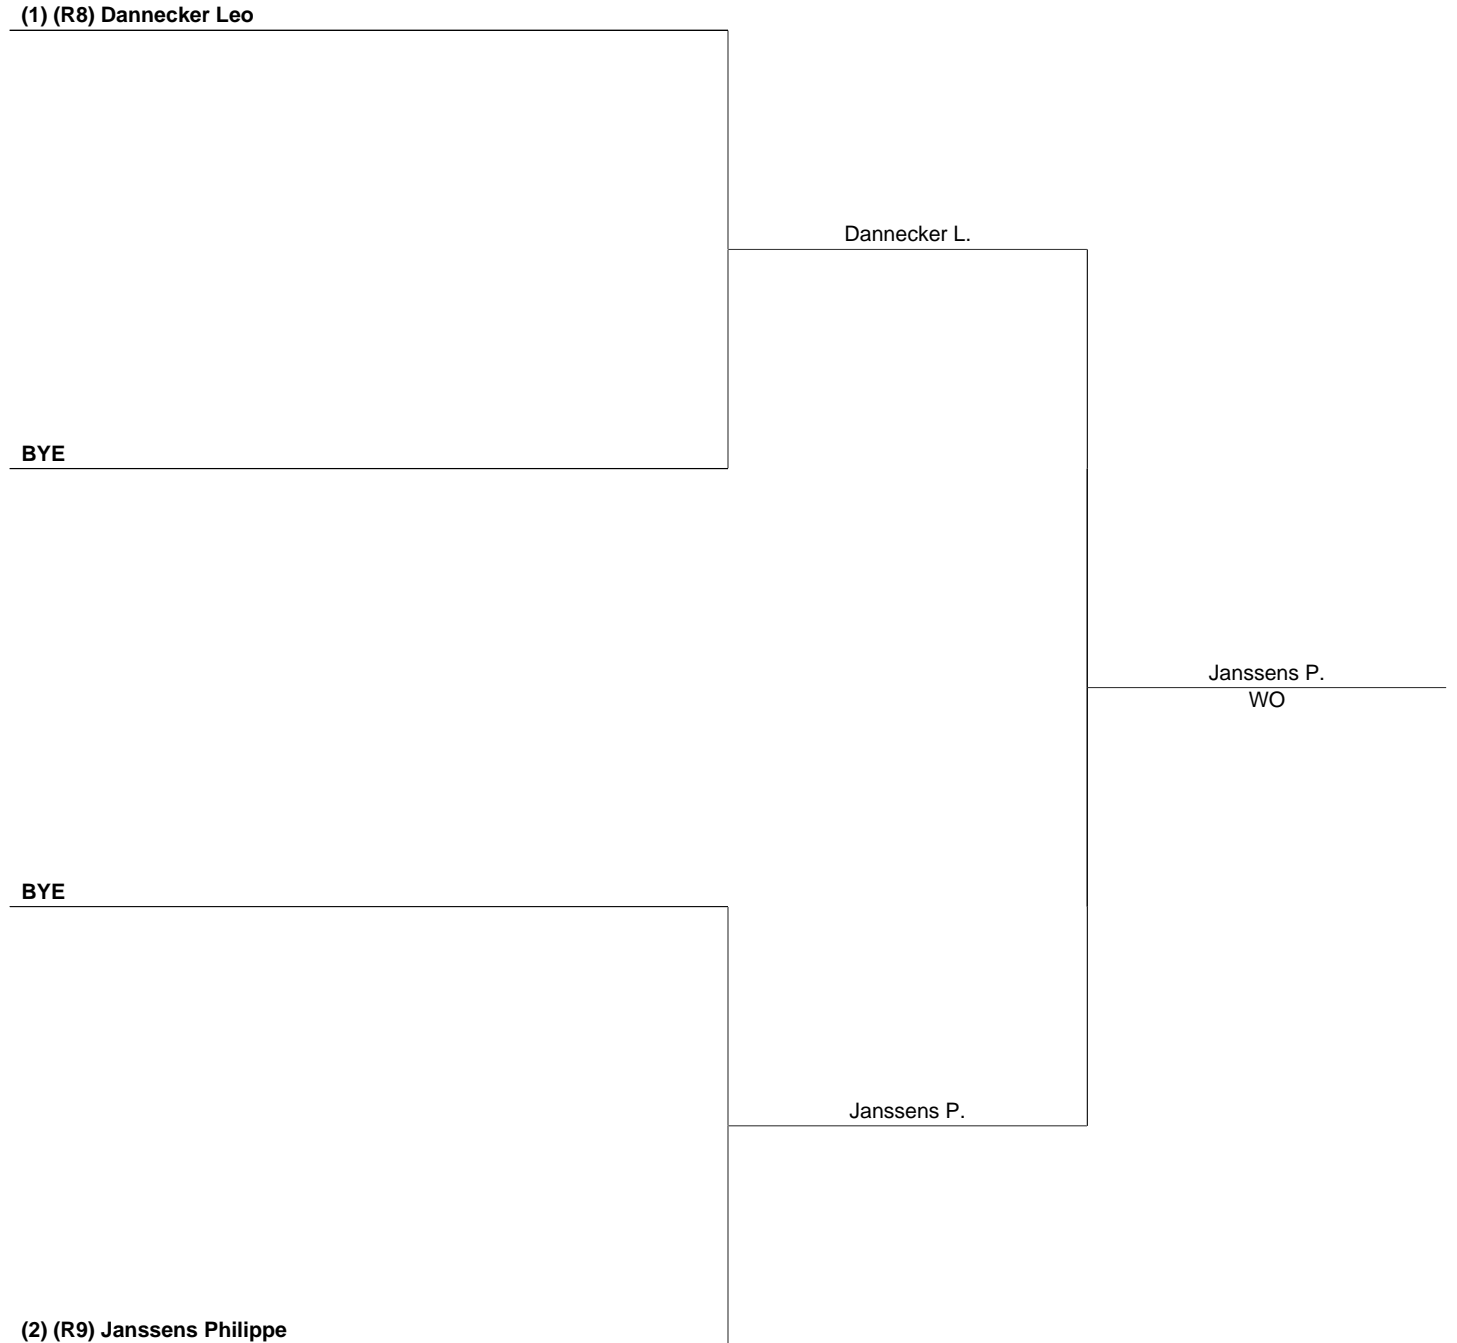 (1) (R8) Dannecker Leo
Dannecker L.
BYE
Janssens P.
WO
BYE
Janssens P.
(2) (R9) Janssens Philippe